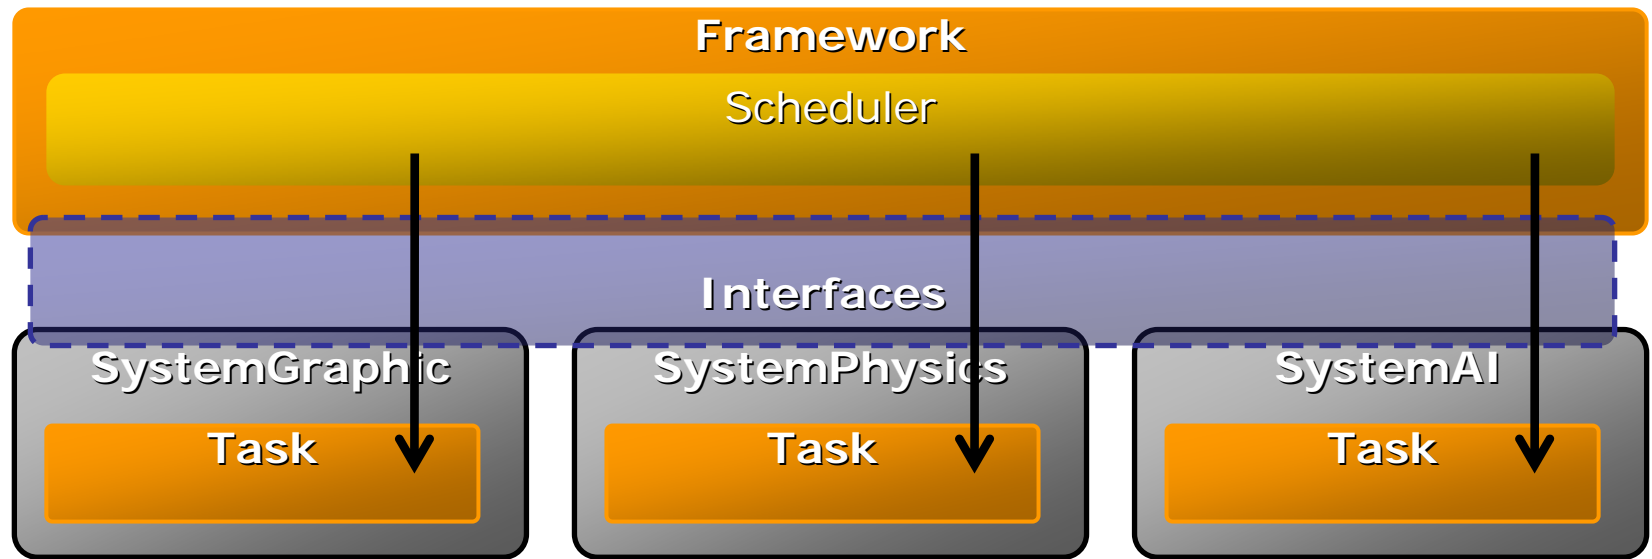 Framework
Scheduler
Interfaces
SystemGraphic
SystemPhysics
SystemAI
Task
Task
Task